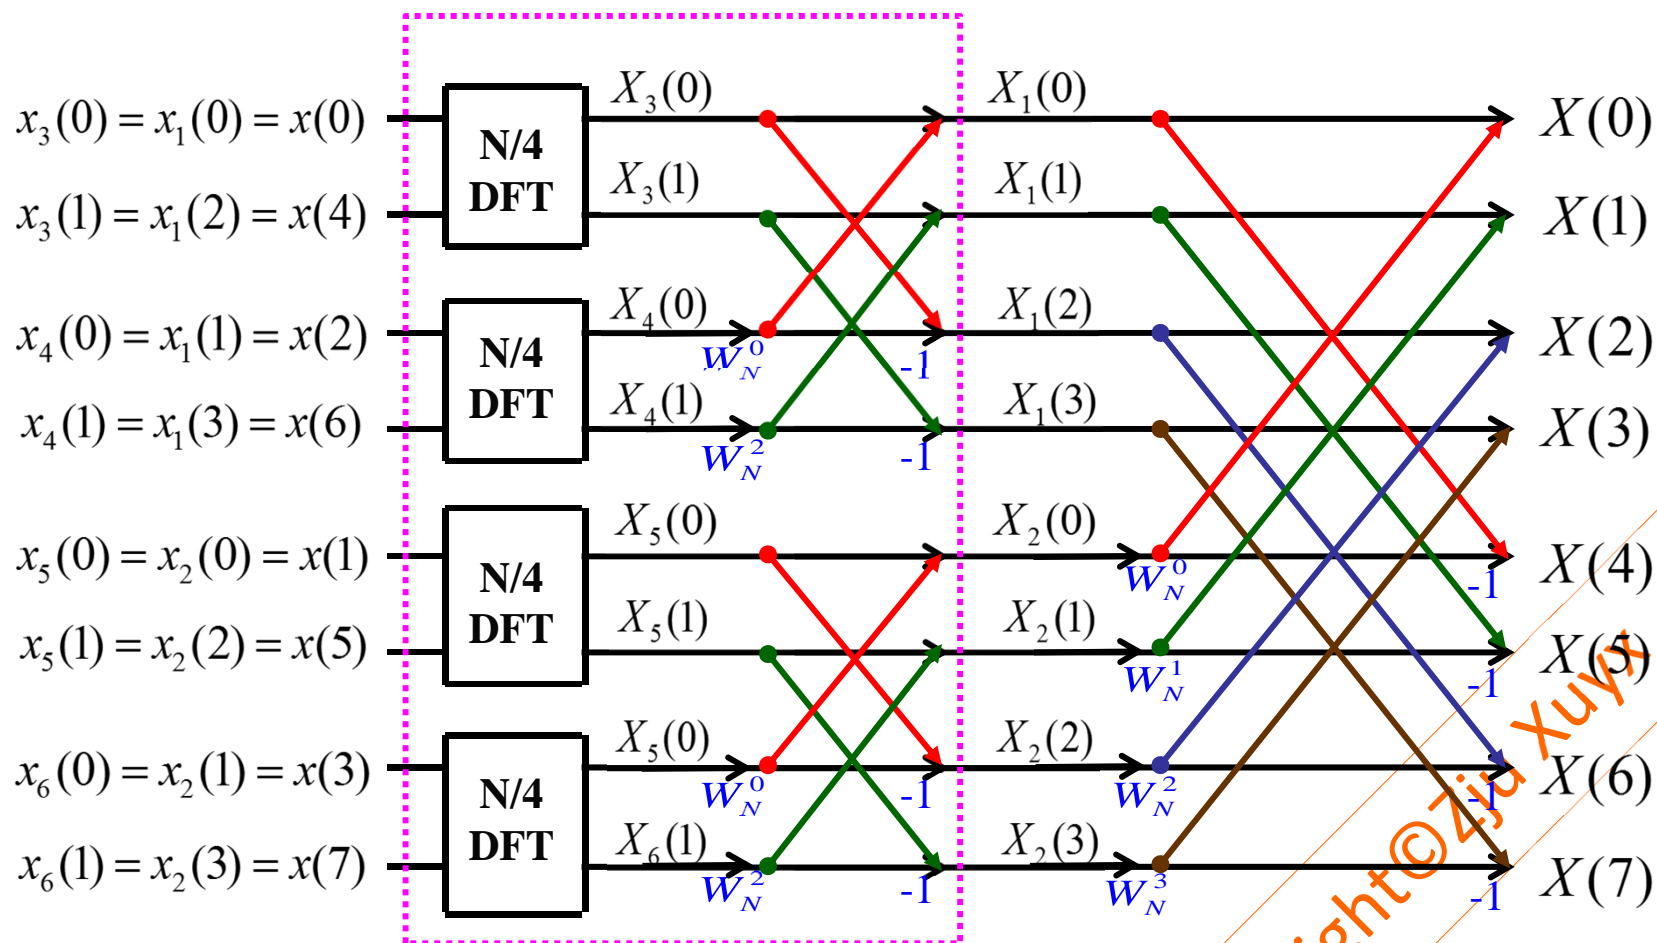 x₃(0) = x₁(0) = x(0)
x₃(1) = x₁(2) = x(4)
x₄(0) = x₁(1) = x(2)
x₄(1) = x₁(3) = x(6)
x₅(0) = x₂(0) = x(1)
x₅(1) = x₂(2) = x(5)
x₆(0) = x₂(1) = x(3)
x₆(1) = x₂(3) = x(7)
N/4
DFT
N/4
DFT
N/4
DFT
N/4
DFT
X₃(0)
X₃(1)
X₄(0)
W_N^0
-1
X₄(1)
W_N^2
-1
X₅(0)
X₅(1)
X₅(0)
W_N^0
-1
X₆(1)
W_N^2
-1
X₁(0)
X₁(1)
X₁(2)
X₁(3)
X₂(0)
W_N^0
-1
X₂(1)
W_N^1
-1
X₂(2)
W_N^2
-1
X₂(3)
W_N^3
-1
X(0)
X(1)
X(2)
X(3)
X(4)
X(5)
X(6)
X(7)
ight©Zju Xuyx